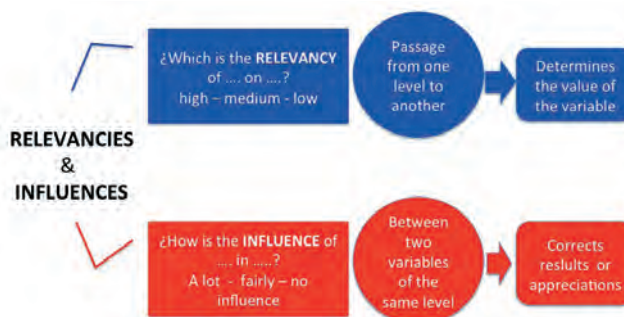 RELEVANCIES
&
INFLUENCES
¿Which is the RELEVANCY
of .... on ....?
high – medium - low
Passage
from one
level to
another
Determines
the value of
the variable
¿How is the INFLUENCE of
.... in .....?
A lot - fairly – no
influence
Between
two
variables
of the
same level
Corrects
reslults or
appreciations